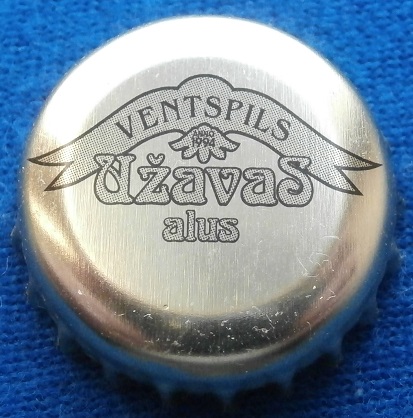 VENTSPILS
ANNO
1994
Užavas
alus